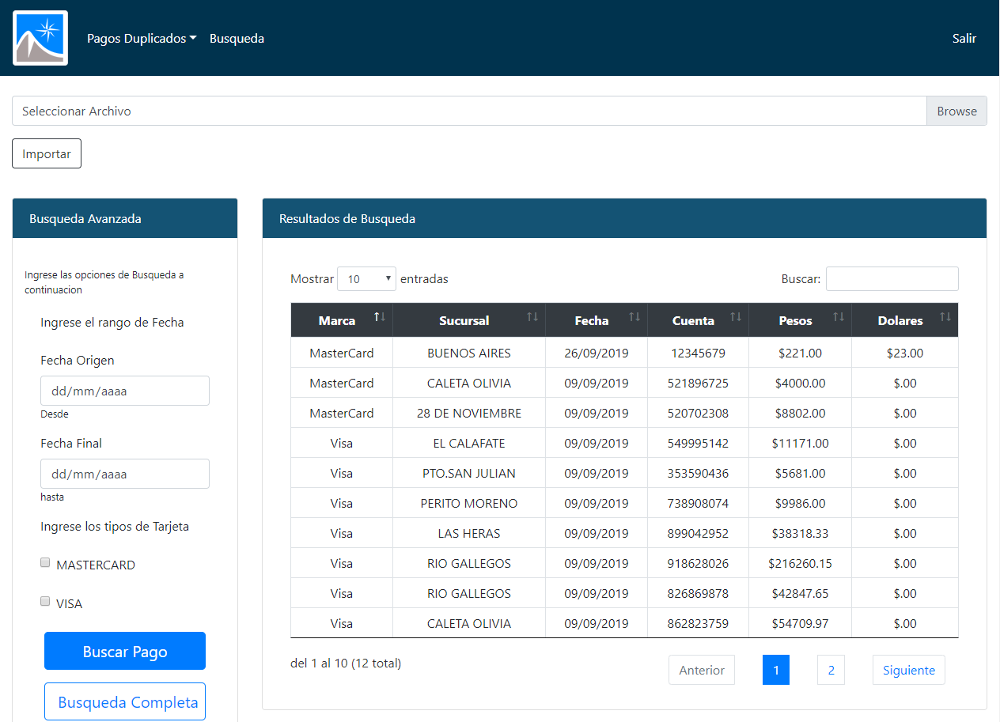 Pagos Duplicados Busqueda Salir
Seleccionar Archivo Browse
Importar
Busqueda Avanzada
Ingrese las opciones de Busqueda a
continuacion
Ingrese el rango de Fecha
Fecha Origen
dd/mm/aaaa
Desde
Fecha Final
dd/mm/aaaa
hasta
Ingrese los tipos de Tarjeta
MASTERCARD
VISA
Buscar Pago
Busqueda Completa
Resultados de Busqueda
Mostrar 10 entradas Buscar:
Marca Sucursal Fecha Cuenta Pesos Dolares
MasterCard BUENOS AIRES 26/09/2019 12345679 $221.00 $23.00
MasterCard CALETA OLIVIA 09/09/2019 521896725 $4000.00 $.00
MasterCard 28 DE NOVIEMBRE 09/09/2019 520702308 $8802.00 $.00
Visa EL CALAFATE 09/09/2019 549995142 $11171.00 $.00
Visa PTO.SAN JULIAN 09/09/2019 353590436 $5681.00 $.00
Visa PERITO MORENO 09/09/2019 738908074 $9986.00 $.00
Visa LAS HERAS 09/09/2019 899042952 $38318.33 $.00
Visa RIO GALLEGOS 09/09/2019 918628026 $216260.15 $.00
Visa RIO GALLEGOS 09/09/2019 826869878 $42847.65 $.00
Visa CALETA OLIVIA 09/09/2019 862823759 $54709.97 $.00
del 1 al 10 (12 total) Anterior 1 2 Siguiente